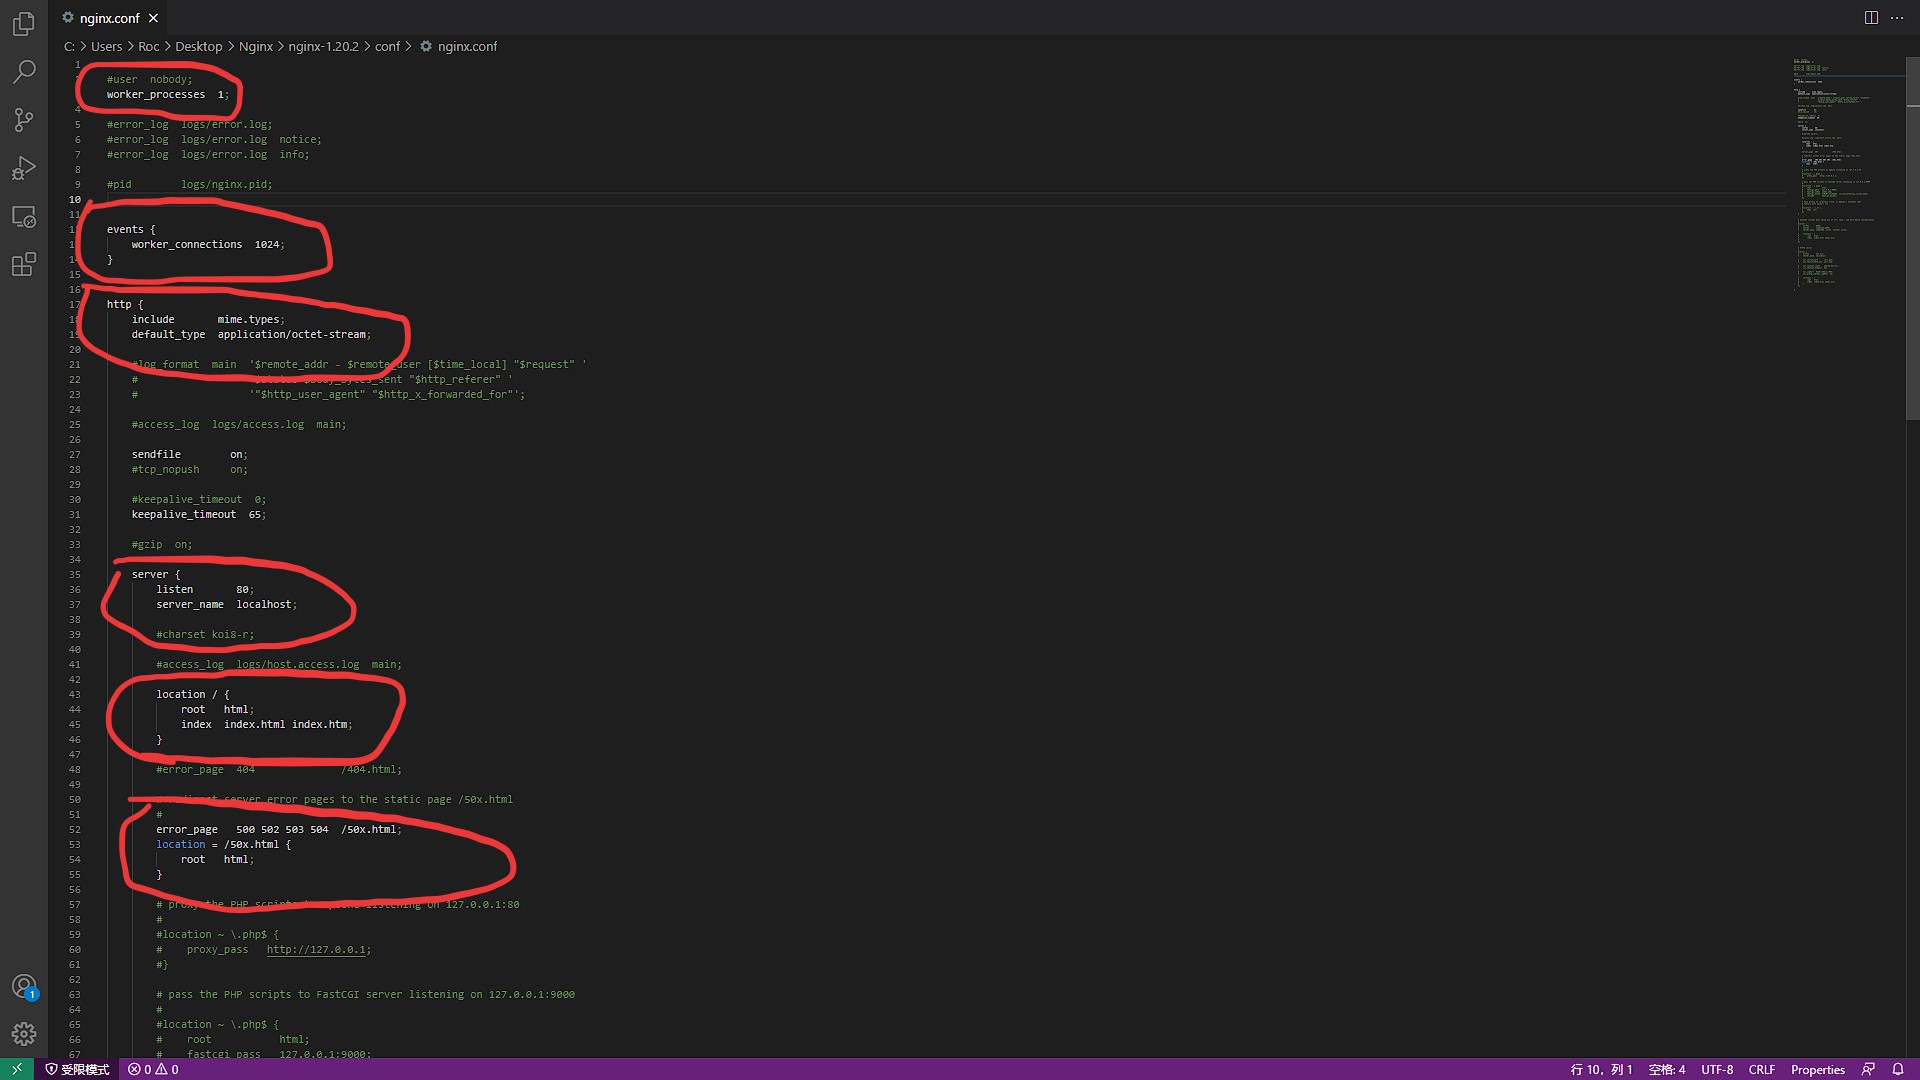 nginx.conf
C: > Users > Roc > Desktop > Nginx > nginx-1.20.2 > conf > nginx.conf
1
#user  nobody;
worker_processes  1;
4
5 #error_log  logs/error.log;
6 #error_log  logs/error.log  notice;
7 #error_log  logs/error.log  info;
8
9 #pid        logs/nginx.pid;
10
11
events {
worker_connections  1024;
}
15
16
17 http {
include       mime.types;
default_type  application/octet-stream;
20
21 #log_format  main  '$remote_addr - $remote_user [$time_local] "$request" '
22 # "$http_referer" '
23 #                  '"$http_user_agent" "$http_x_forwarded_for"';
24
25 #access_log  logs/access.log  main;
26
27 sendfile        on;
28 #tcp_nopush     on;
29
30 #keepalive_timeout  0;
31 keepalive_timeout  65;
32
33 #gzip  on;
34
35 server {
36 listen       80;
37 server_name  localhost;
38
39 #charset koi8-r;
40
41 #access_log  logs/host.access.log  main;
42
43 location / {
44 root   html;
45 index  index.html index.htm;
46 }
47
48 #error_page  404              /404.html;
49
50 server error pages to the static page /50x.html
51 #
52 error_page   500 502 503 504  /50x.html;
53 location = /50x.html {
54 root   html;
55 }
56
57 # proxy the PHP scripts listening on 127.0.0.1:80
58 #
59 #location ~ \.php$ {
60 #    proxy_pass   http://127.0.0.1;
61 #}
62
63 # pass the PHP scripts to FastCGI server listening on 127.0.0.1:9000
64 #
65 #location ~ \.php$ {
66 #    root           html;
67 #    fastcgi_pass   127.0.0.1:9000;
1
受限模式 0 0 行 10，列 1 空格: 4 UTF-8 CRLF Properties